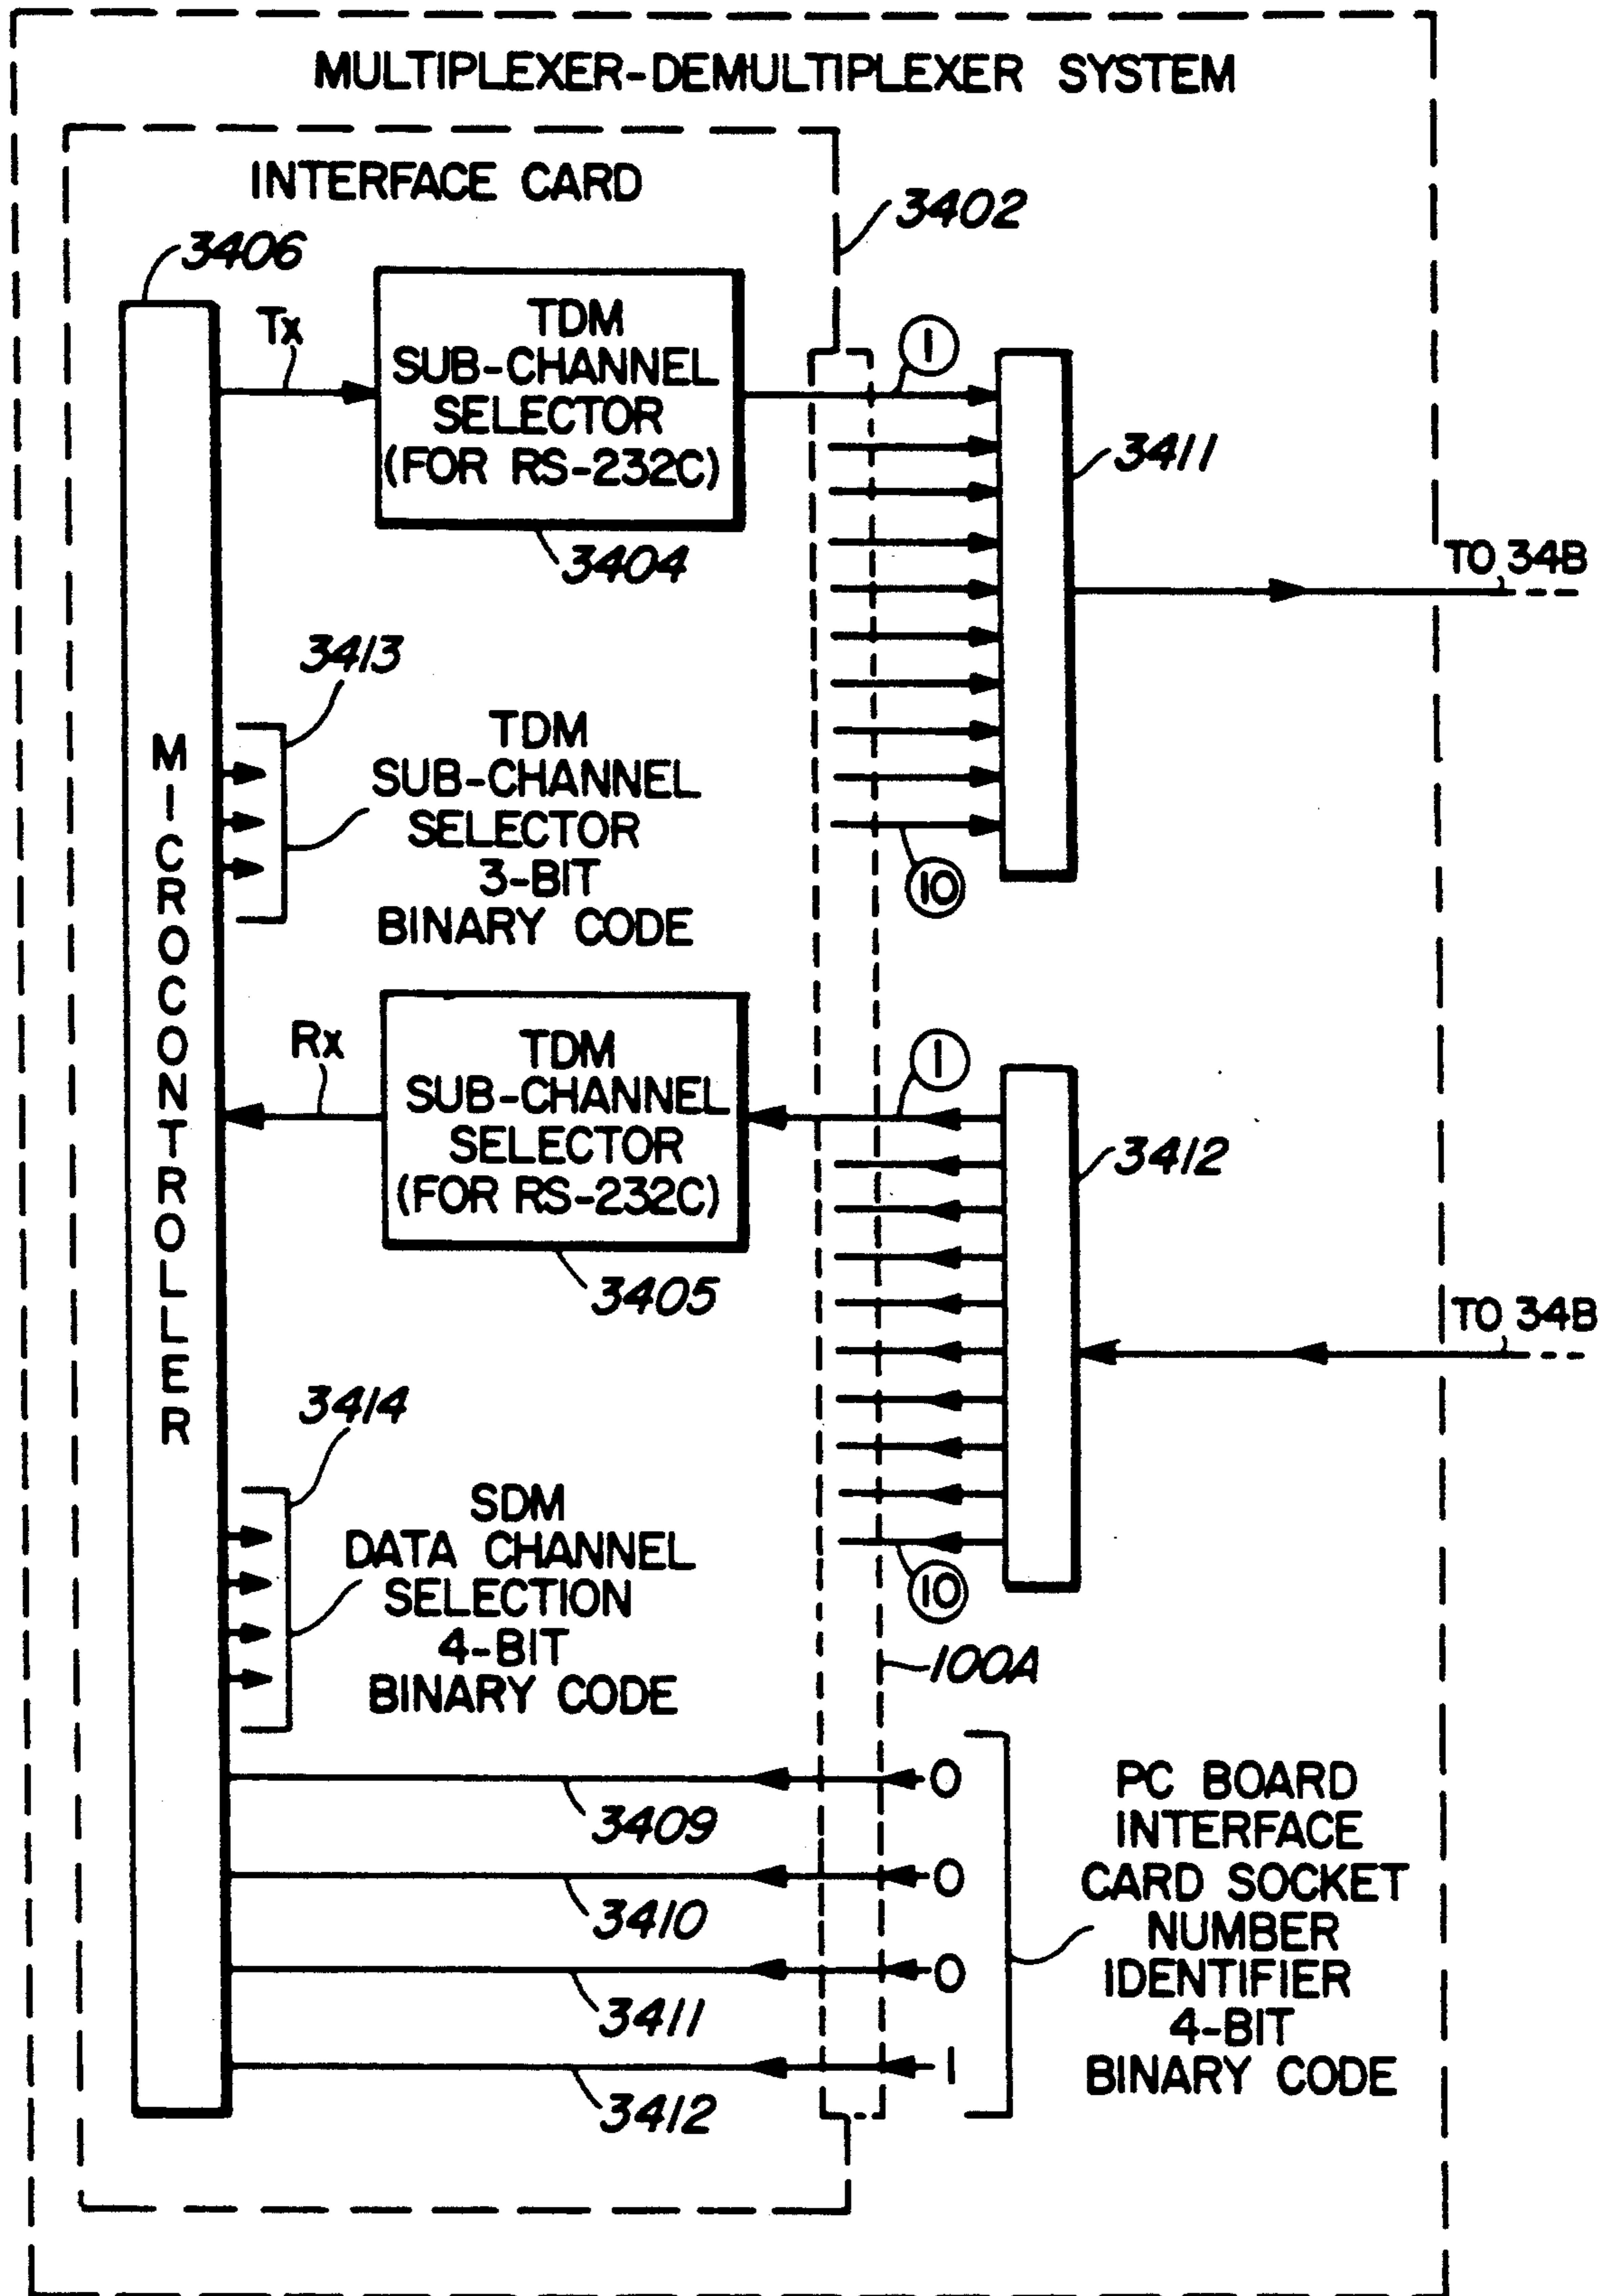 MULTIPLEXER-DEMULTIPLEXER SYSTEM
INTERFACE CARD
3402
3406
Tx
TDM
SUB-CHANNEL
SELECTOR
(FOR RS-232C)
3404
1
3411
TO 34B
10
3413
TDM
SUB-CHANNEL
SELECTOR
3-BIT
BINARY CODE
MICROCONTROLLER
Rx
TDM
SUB-CHANNEL
SELECTOR
(FOR RS-232C)
3405
1
3412
TO 34B
10
3414
SDM
DATA CHANNEL
SELECTION
4-BIT
BINARY CODE
100A
0
3409
0
3410
0
3411
1
3412
PC BOARD
INTERFACE
CARD SOCKET
NUMBER
IDENTIFIER
4-BIT
BINARY CODE